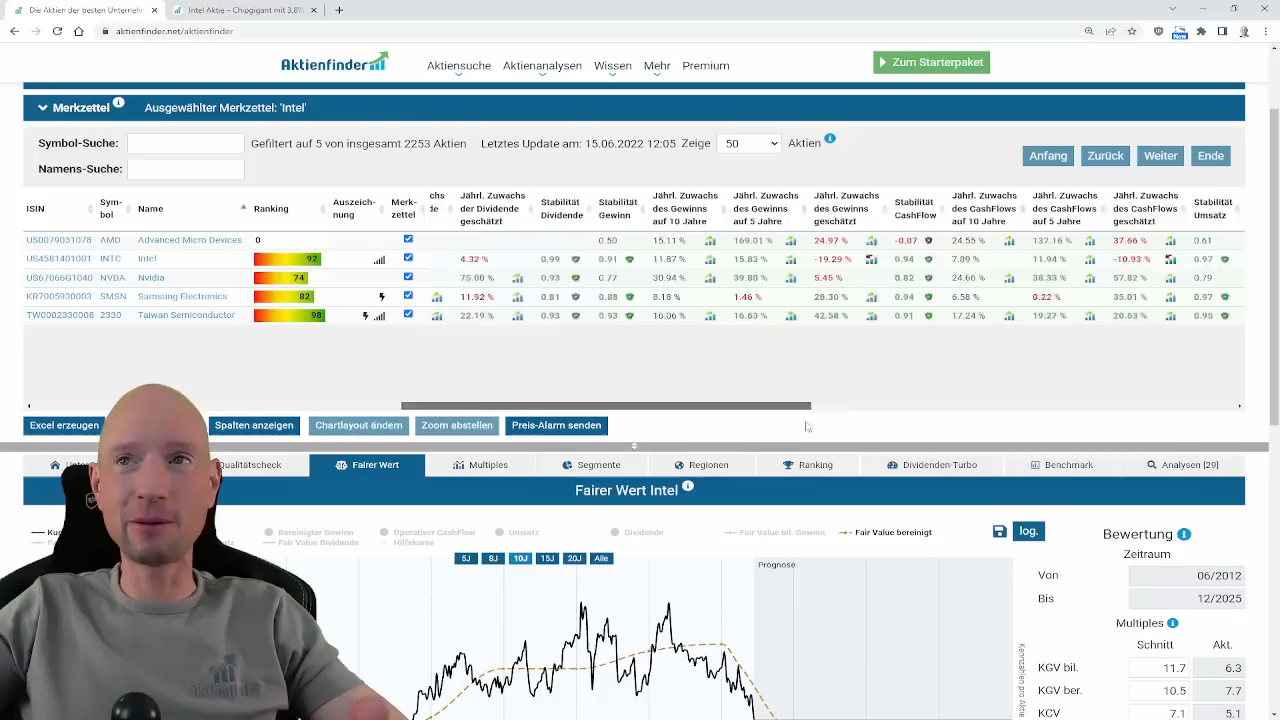 Die Aktien der besten Unterneh
Intel Aktie – Chipgigant mit 3,8%
aktienfinder.net/aktienfinder
New
Aktienfinder
Aktiensuche
Aktienanalysen
Wissen
Mehr
Premium
Zum Starterpaket
Merkzettel
Ausgewählter Merkzettel: 'Intel'
Symbol-Suche:
Gefiltert auf 5 von insgesamt 2253 Aktien
Letztes Update am: 15.06.2022 12:05 Zeige 50 Aktien
Namens-Suche:
Anfang Zurück Weiter Ende
ISIN
Sym-
bol
Name
Ranking
Auszeich-
nung
Merk-
zettel
Jährl. Zuwachs
der Dividende
geschätzt
Stabilität
Dividende
Stabilität
Gewinn
Jährl. Zuwachs
des Gewinns
auf 10 Jahre
Jährl. Zuwachs
des Gewinns
auf 5 Jahre
Jährl. Zuwachs
des Gewinns
geschätzt
Stabilität
CashFlow
Jährl. Zuwachs
des CashFlows
auf 10 Jahre
Jährl. Zuwachs
des CashFlows
auf 5 Jahre
Jährl. Zuwachs
des CashFlows
geschätzt
Stabilität
Umsatz
US0079031078 AMD Advanced Micro Devices 0 0.50 15.11 % 169.01 % 24.97 % -0.07 24.55 % 137.16 % 37.66 % 0.61
US4581401001 INTC Intel 92 4.32 % 0.99 0.91 11.87 % 15.83 % -19.29 % 0.94 7.89 % 11.94 % -10.93 % 0.97
US67066G1040 NVDA Nvidia 74 75.00 % 0.93 0.77 30.94 % 39.80 % 5.45 % 0.82 24.66 % 38.33 % 57.82 % 0.79
KR7005930003 SMSN Samsung Electronics 82 11.92 % 0.81 0.88 8.18 % 1.46 % 28.30 % 0.94 6.58 % 0.22 % 35.01 % 0.97
TW0002330008 2330 Taiwan Semiconductor 98 22.19 % 0.93 0.93 16.06 % 16.63 % 42.58 % 0.91 17.24 % 19.27 % 20.63 % 0.95
Excel erzeugen
Spalten anzeigen
Chartlayout ändern
Zoom abstellen
Preis-Alarm senden
Qualitätscheck
Fairer Wert
Multiples
Segmente
Regionen
Ranking
Dividenden-Turbo
Benchmark
Analysen [29]
Fairer Wert Intel
Bereinigter Gewinn
Operativer CashFlow
Umsatz
Dividende
Fair Value bil. Gewinn
Fair Value bereinigt
Fair Value Dividende
Hilfskurse
log.
5J 8J 10J 15J 20J Alle
Prognose
Kennzahlen pro Aktie
Bewertung
Zeitraum
Von 06/2012
Bis 12/2025
Multiples
Schnitt Akt.
KGV bil. 11.7 6.3
KGV ber. 10.5 7.7
KCV 7.1 5.1
Aktienfinder